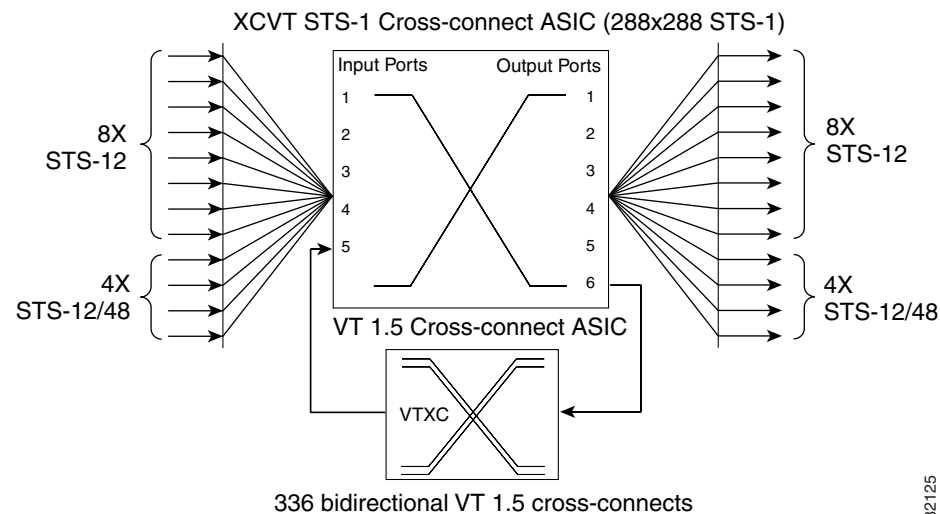 XCVT STS-1 Cross-connect ASIC (288x288 STS-1)
Input Ports
Output Ports
1
2
3
4
5
1
2
3
4
5
6
8X
STS-12
4X
STS-12/48
8X
STS-12
4X
STS-12/48
VT 1.5 Cross-connect ASIC
VTXC
336 bidirectional VT 1.5 cross-connects